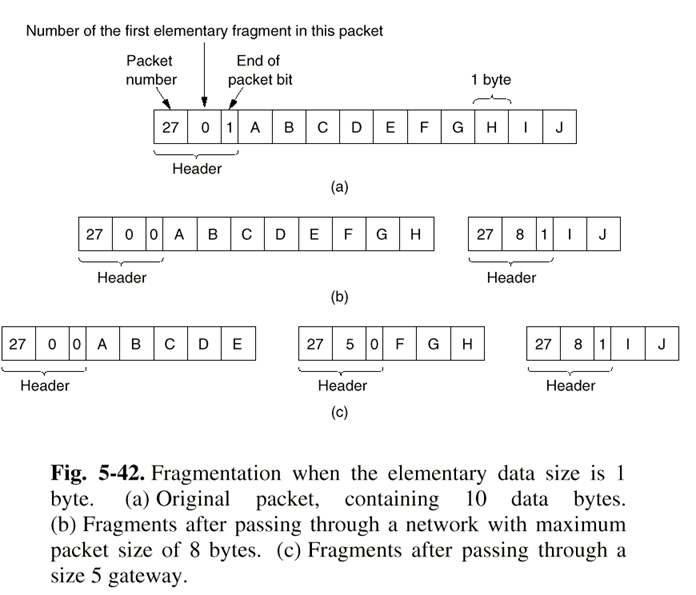 Number of the first elementary fragment in this packet
Packet number
End of packet bit
1 byte
27 0 1 A B C D E F G H I J
Header
(a)
27 0 0 A B C D E F G H
27 8 1 I J
Header
Header
(b)
27 0 0 A B C D E
27 5 0 F G H
27 8 1 I J
Header
Header
Header
(c)
Fig. 5-42. Fragmentation when the elementary data size is 1
byte. (a) Original packet, containing 10 data bytes.
(b) Fragments after passing through a network with maximum
packet size of 8 bytes. (c) Fragments after passing through a
size 5 gateway.